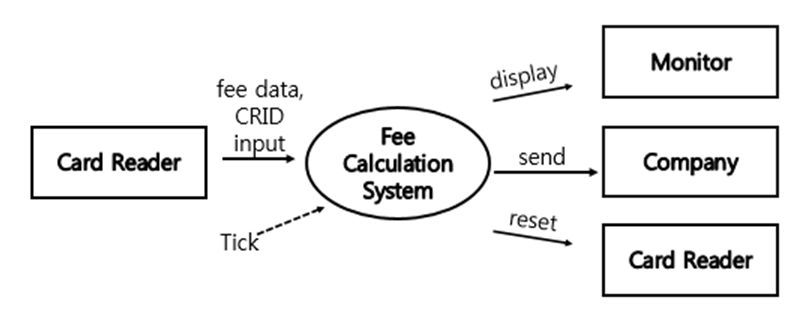 Card Reader
fee data,
CRID
input
Tick
Fee
Calculation
System
display
send
reset
Monitor
Company
Card Reader